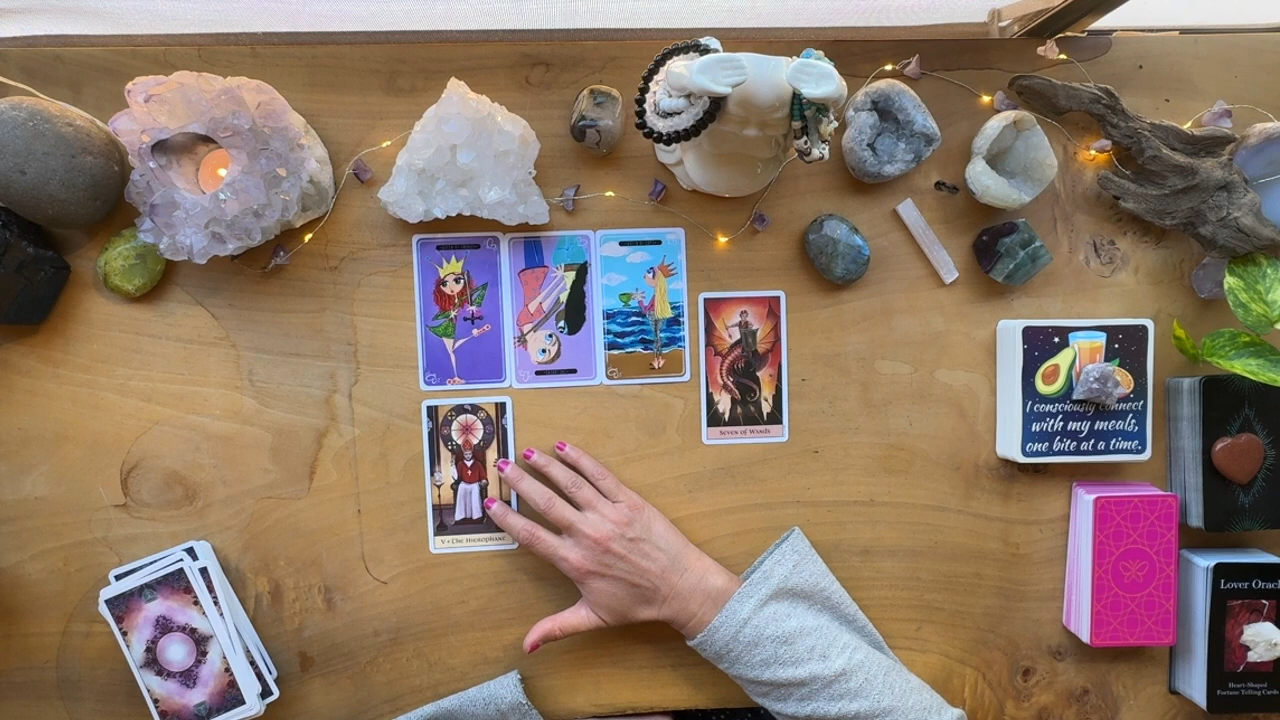 Seven of Wands
V • The Hierophant
I consciously connect
with my meals,
one bite at a time.
Lover Orac
Heart-Shaped
Fortune Telling Cards